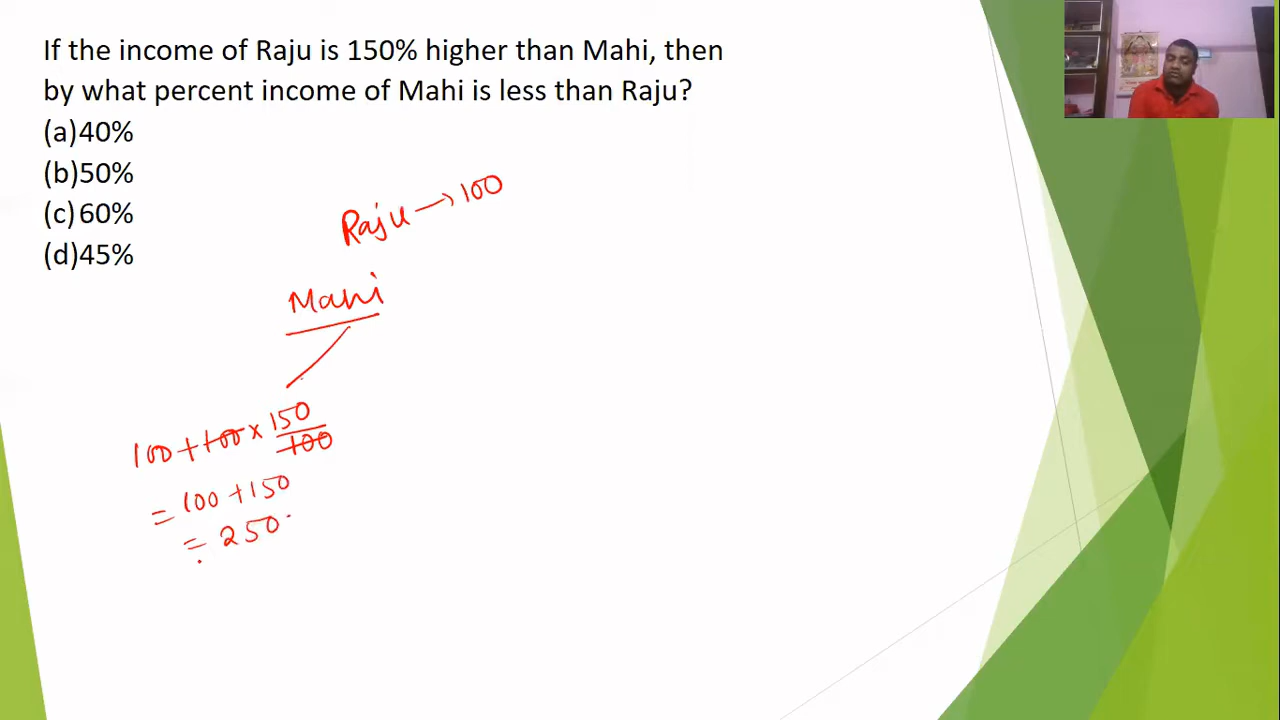 If the income of Raju is 150% higher than Mahi, then
by what percent income of Mahi is less than Raju?
(a)40%
(b)50%
(c)60%
(d)45%
Raju → 100
Mahi
100 + 100 × 150/100
= 100 + 150
= 250